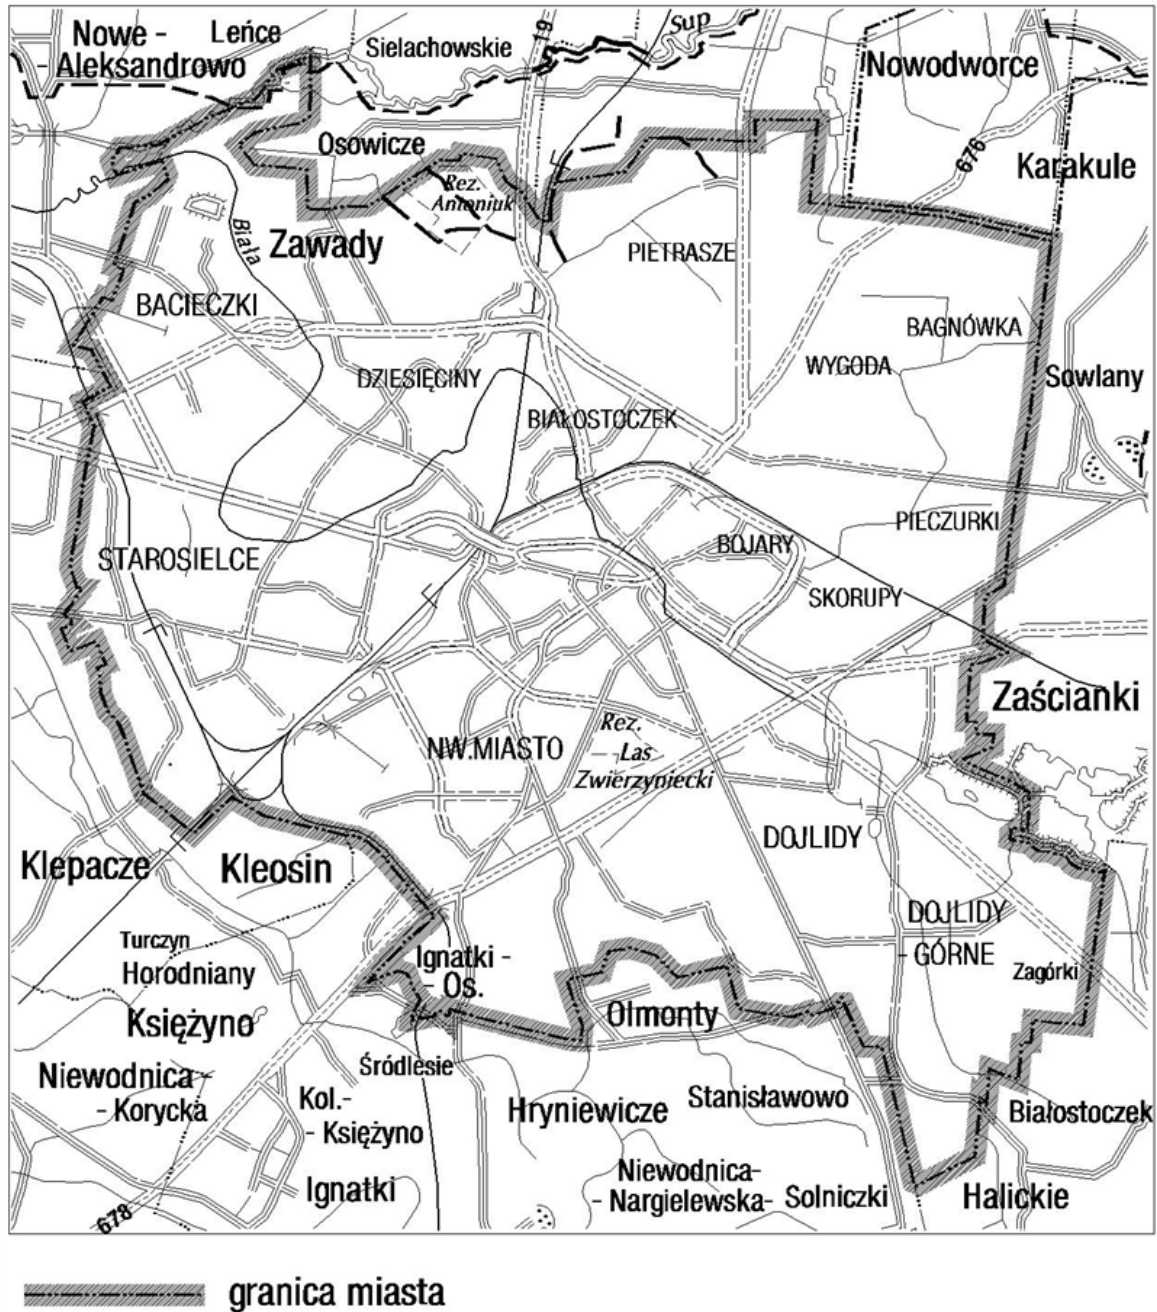 Nowe -
- Aleksandrowo
Leńce
Sielachowskie
19
Sup
Nowodworce
676
Karakule
Osowicze
Rez.
Antoniuk
Biała
Zawady
PIETRASZE
BACIECZKI
BAGNÓWKA
WYGODA
Sowlany
DZIESIĘCINY
BIAŁOSTOCZEK
PIECZURKI
BOJARY
STAROSIELCE
SKORUPY
Zaścianki
Rez.
- Las
Zwierzyniecki
NW.MIASTO
DOJLIDY
Klepacze
Kleosin
DOJLIDY
- GÓRNE
Turczyn
Horodniany
Ignatki -
- Os.
Zagórki
Księżyno
Olmonty
Śródlesie
Niewodnica -
- Korycka
Kol.-
- Księżyno
Hryniewicze
Stanisławowo
Białostoczek
Ignatki
Niewodnica-
- Nargielewska-
Solniczki
Halickie
678
granica miasta